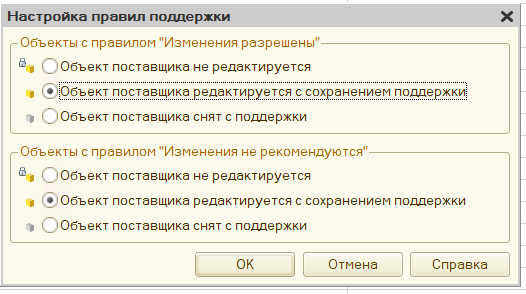 Настройка правил поддержки
Объекты с правилом "Изменения разрешены"
Объект поставщика не редактируется
Объект поставщика редактируется с сохранением поддержки
Объект поставщика снят с поддержки
Объекты с правилом "Изменения не рекомендуются"
Объект поставщика не редактируется
Объект поставщика редактируется с сохранением поддержки
Объект поставщика снят с поддержки
OK Отмена Справка